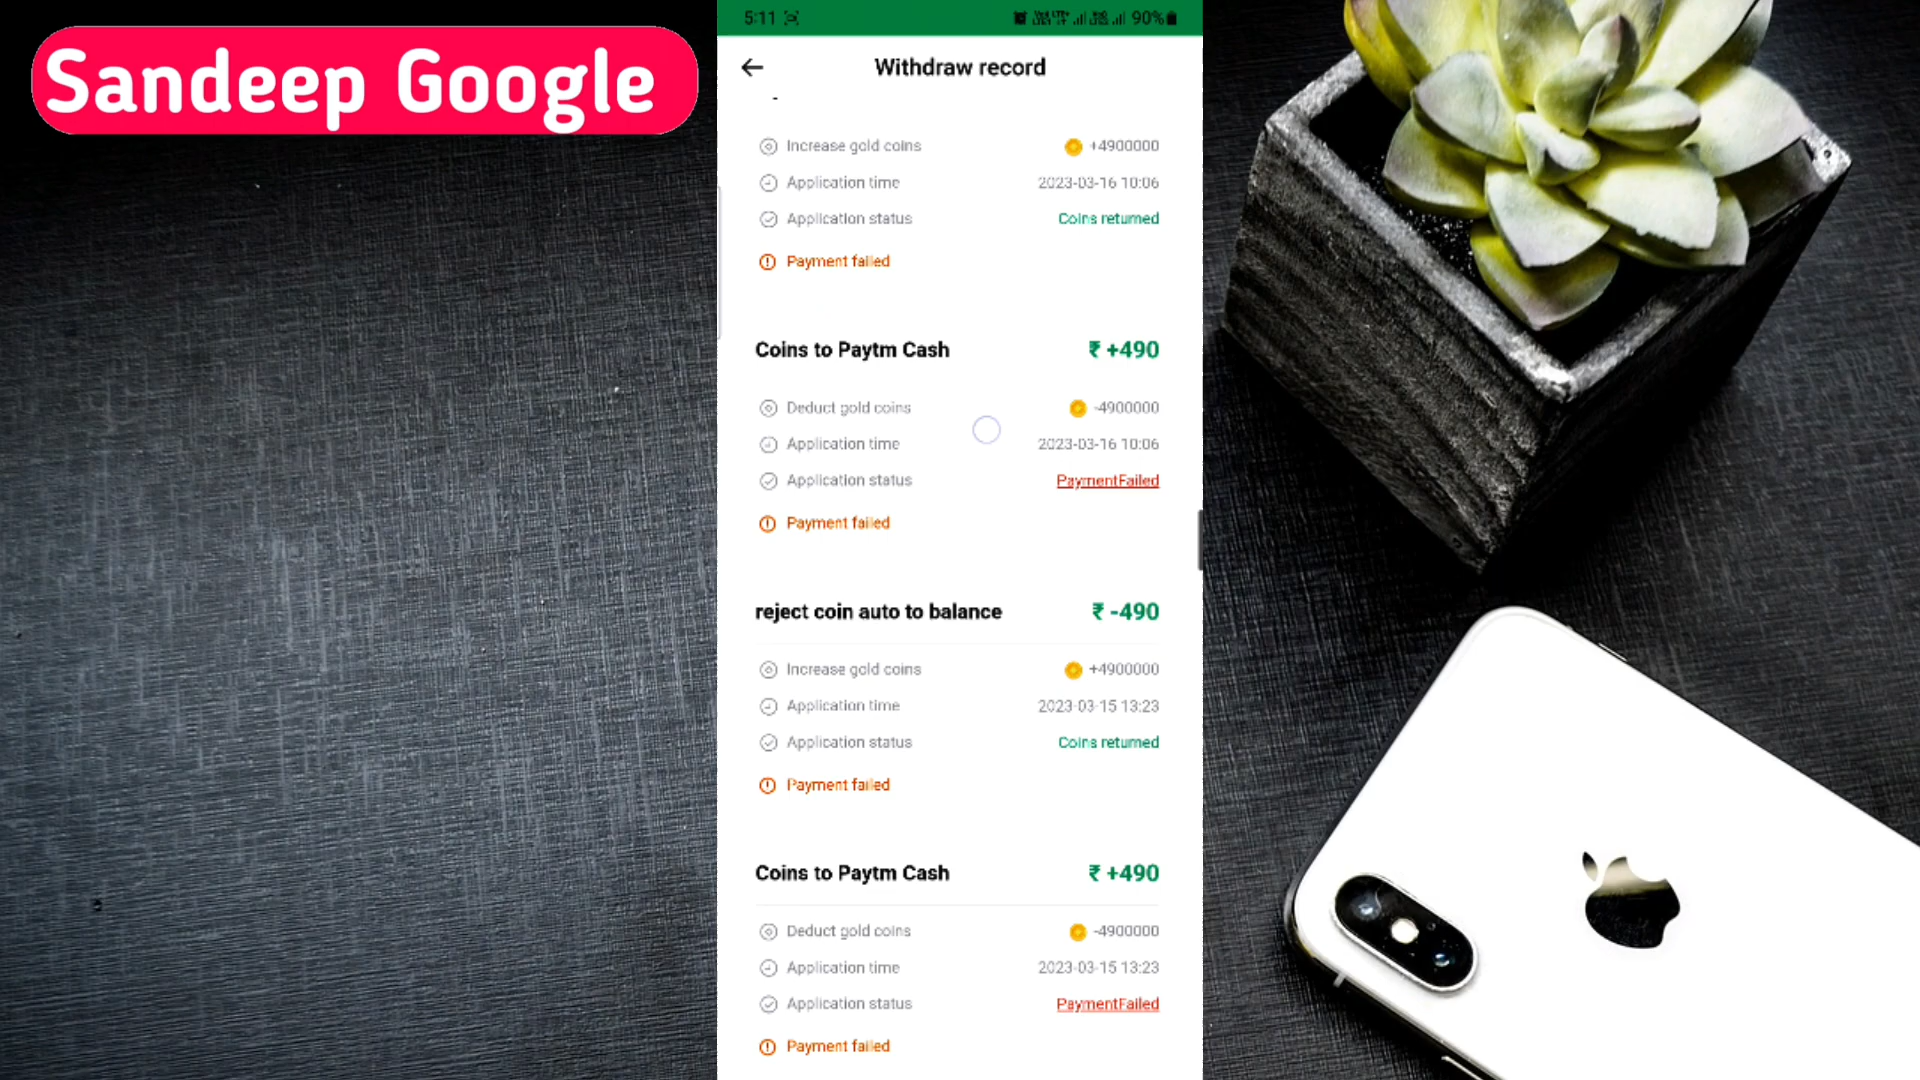 Sandeep Google
5:11
90%
Withdraw record
Increase gold coins +4900000
Application time 2023-03-16 10:06
Application status Coins returned
Payment failed
Coins to Paytm Cash ₹ +490
Deduct gold coins -4900000
Application time 2023-03-16 10:06
Application status PaymentFailed
Payment failed
reject coin auto to balance ₹ -490
Increase gold coins +4900000
Application time 2023-03-15 13:23
Application status Coins returned
Payment failed
Coins to Paytm Cash ₹ +490
Deduct gold coins -4900000
Application time 2023-03-15 13:23
Application status PaymentFailed
Payment failed